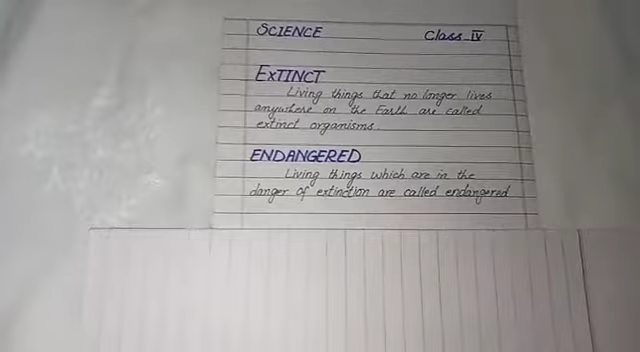 SCIENCE Class IV
EXTINCT
Living things that no longer lives
anywhere on the Earth are called
extinct organisms.
ENDANGERED
Living things which are in the
danger of extinction are called endangered